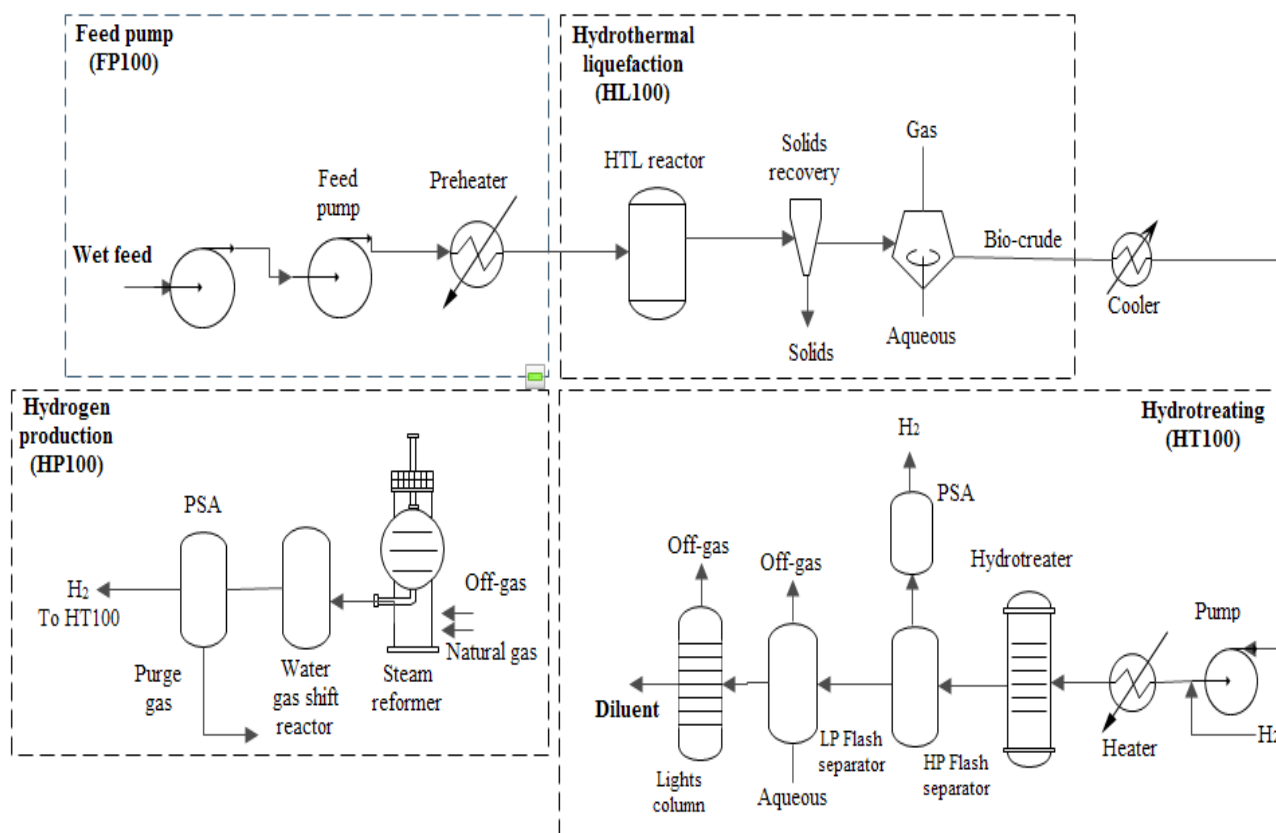 Feed pump
(FP100)
Wet feed
Feed
pump
Preheater
Hydrothermal
liquefaction
(HL100)
HTL reactor
Solids
recovery
Solids
Gas
Aqueous
Bio-crude
Cooler
Hydrogen
production
(HP100)
PSA
H2
To HT100
Purge
gas
Water
gas shift
reactor
Steam
reformer
Off-gas
Natural gas
Hydrotreating
(HT100)
H2
PSA
Off-gas
Off-gas
Hydrotreater
Pump
Diluent
Lights
column
LP Flash
separator
Aqueous
HP Flash
separator
Heater
H2